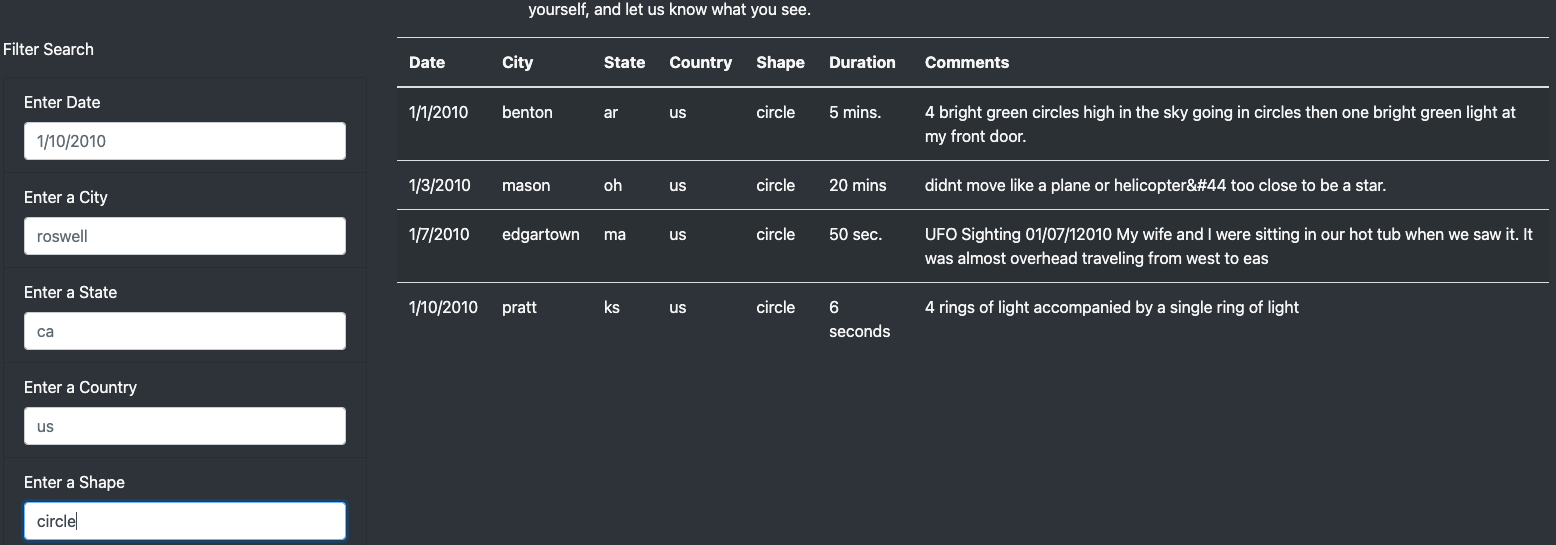 yourself, and let us know what you see.
Filter Search
Enter Date
1/10/2010
Enter a City
roswell
Enter a State
ca
Enter a Country
us
Enter a Shape
circle
Date City State Country Shape Duration Comments
1/1/2010 benton ar us circle 5 mins. 4 bright green circles high in the sky going in circles then one bright green light at
my front door.
1/3/2010 mason oh us circle 20 mins didnt move like a plane or helicopter&#44 too close to be a star.
1/7/2010 edgartown ma us circle 50 sec. UFO Sighting 01/07/12010 My wife and I were sitting in our hot tub when we saw it. It
was almost overhead traveling from west to eas
1/10/2010 pratt ks us circle 6 4 rings of light accompanied by a single ring of light
seconds